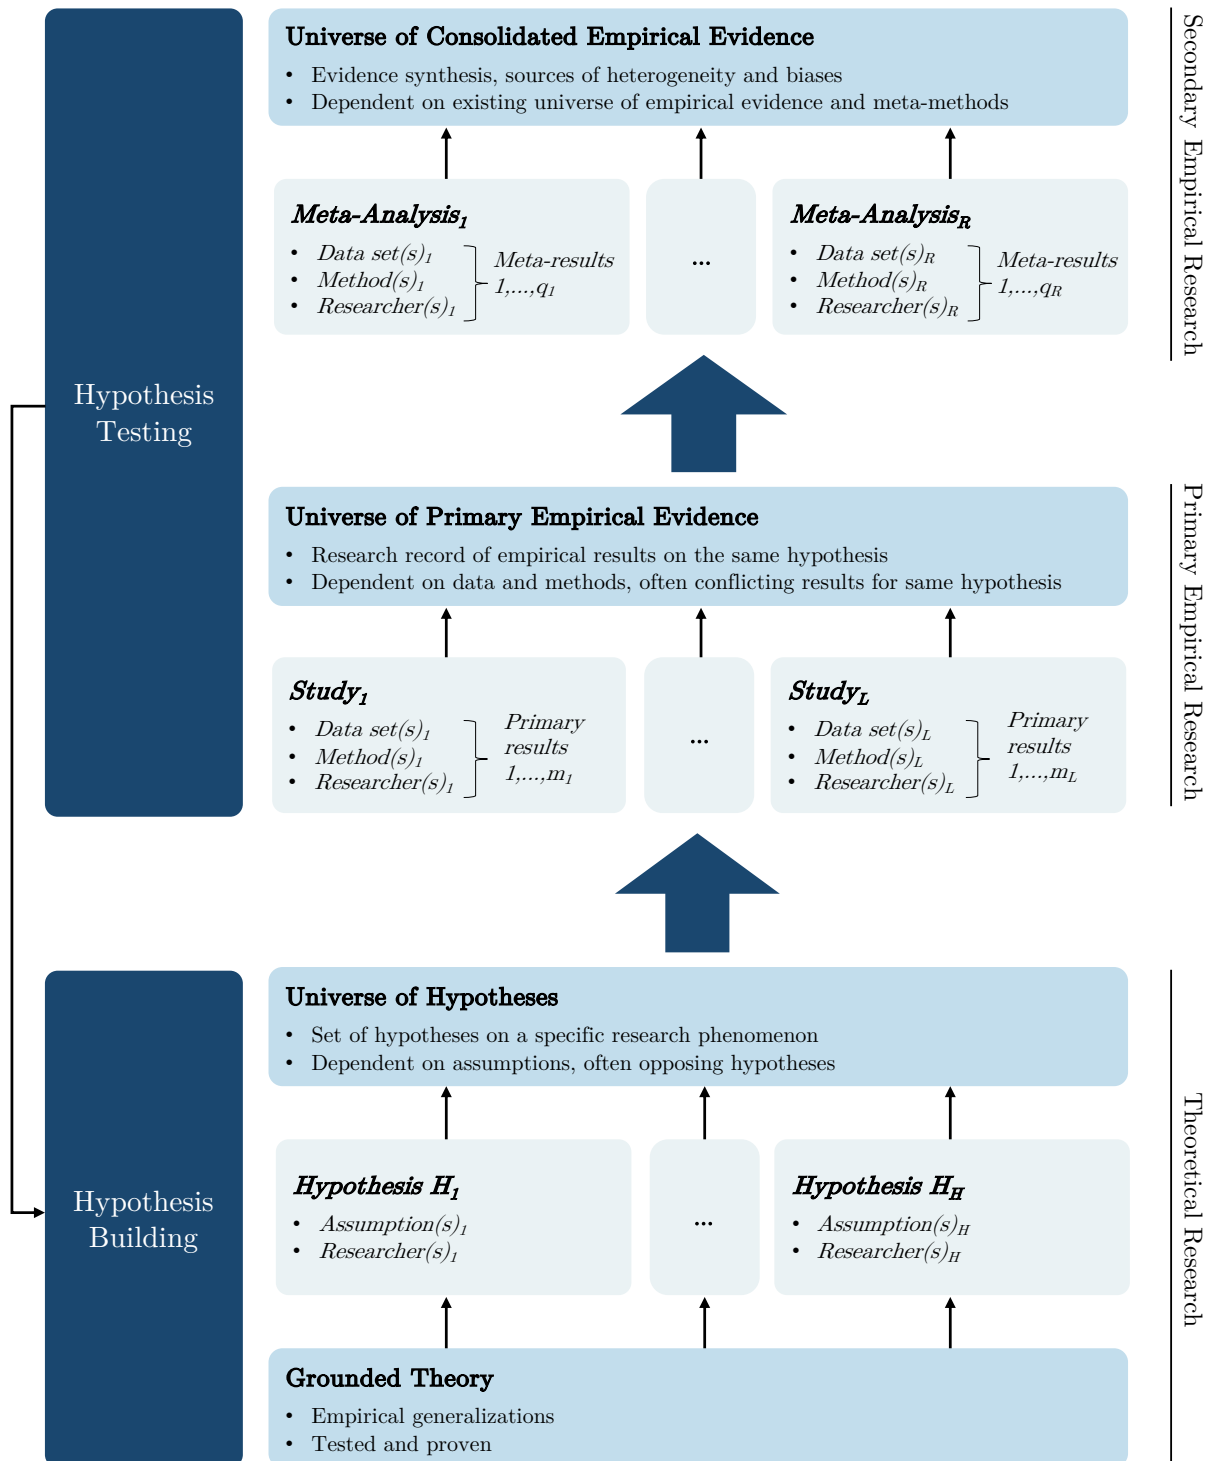 Universe of Consolidated Empirical Evidence
• Evidence synthesis, sources of heterogeneity and biases
• Dependent on existing universe of empirical evidence and meta-methods
Meta-Analysis1
• Data set(s)1
• Method(s)1
• Researcher(s)1
Meta-results
1,...,q1
...
Meta-AnalysisR
• Data set(s)R
• Method(s)R
• Researcher(s)R
Meta-results
1,...,qR
Secondary Empirical Research
Hypothesis
Testing
Universe of Primary Empirical Evidence
• Research record of empirical results on the same hypothesis
• Dependent on data and methods, often conflicting results for same hypothesis
Study1
• Data set(s)1
• Method(s)1
• Researcher(s)1
Primary
results
1,...,m1
...
StudyL
• Data set(s)L
• Method(s)L
• Researcher(s)L
Primary
results
1,...,mL
Primary Empirical Research
Universe of Hypotheses
• Set of hypotheses on a specific research phenomenon
• Dependent on assumptions, often opposing hypotheses
Hypothesis H1
• Assumption(s)1
• Researcher(s)1
...
Hypothesis HH
• Assumption(s)H
• Researcher(s)H
Hypothesis
Building
Theoretical Research
Grounded Theory
• Empirical generalizations
• Tested and proven